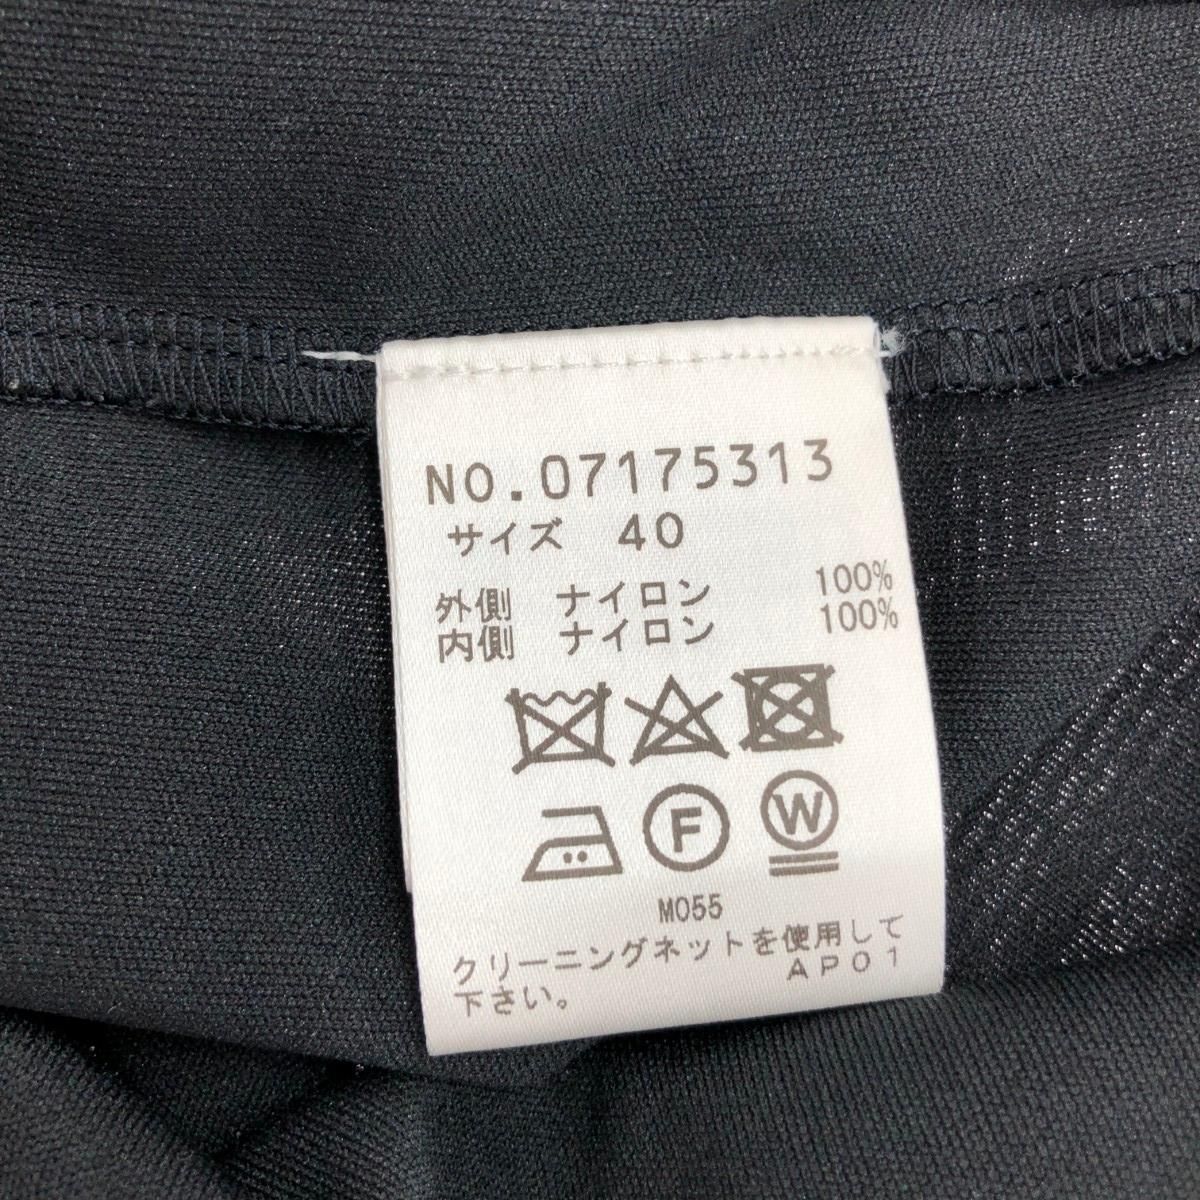 NO.07175313
サイズ 40
外側 ナイロン 100%
内側 ナイロン 100%
F W
M055
クリーニングネットを使用して
下さい。 AP01